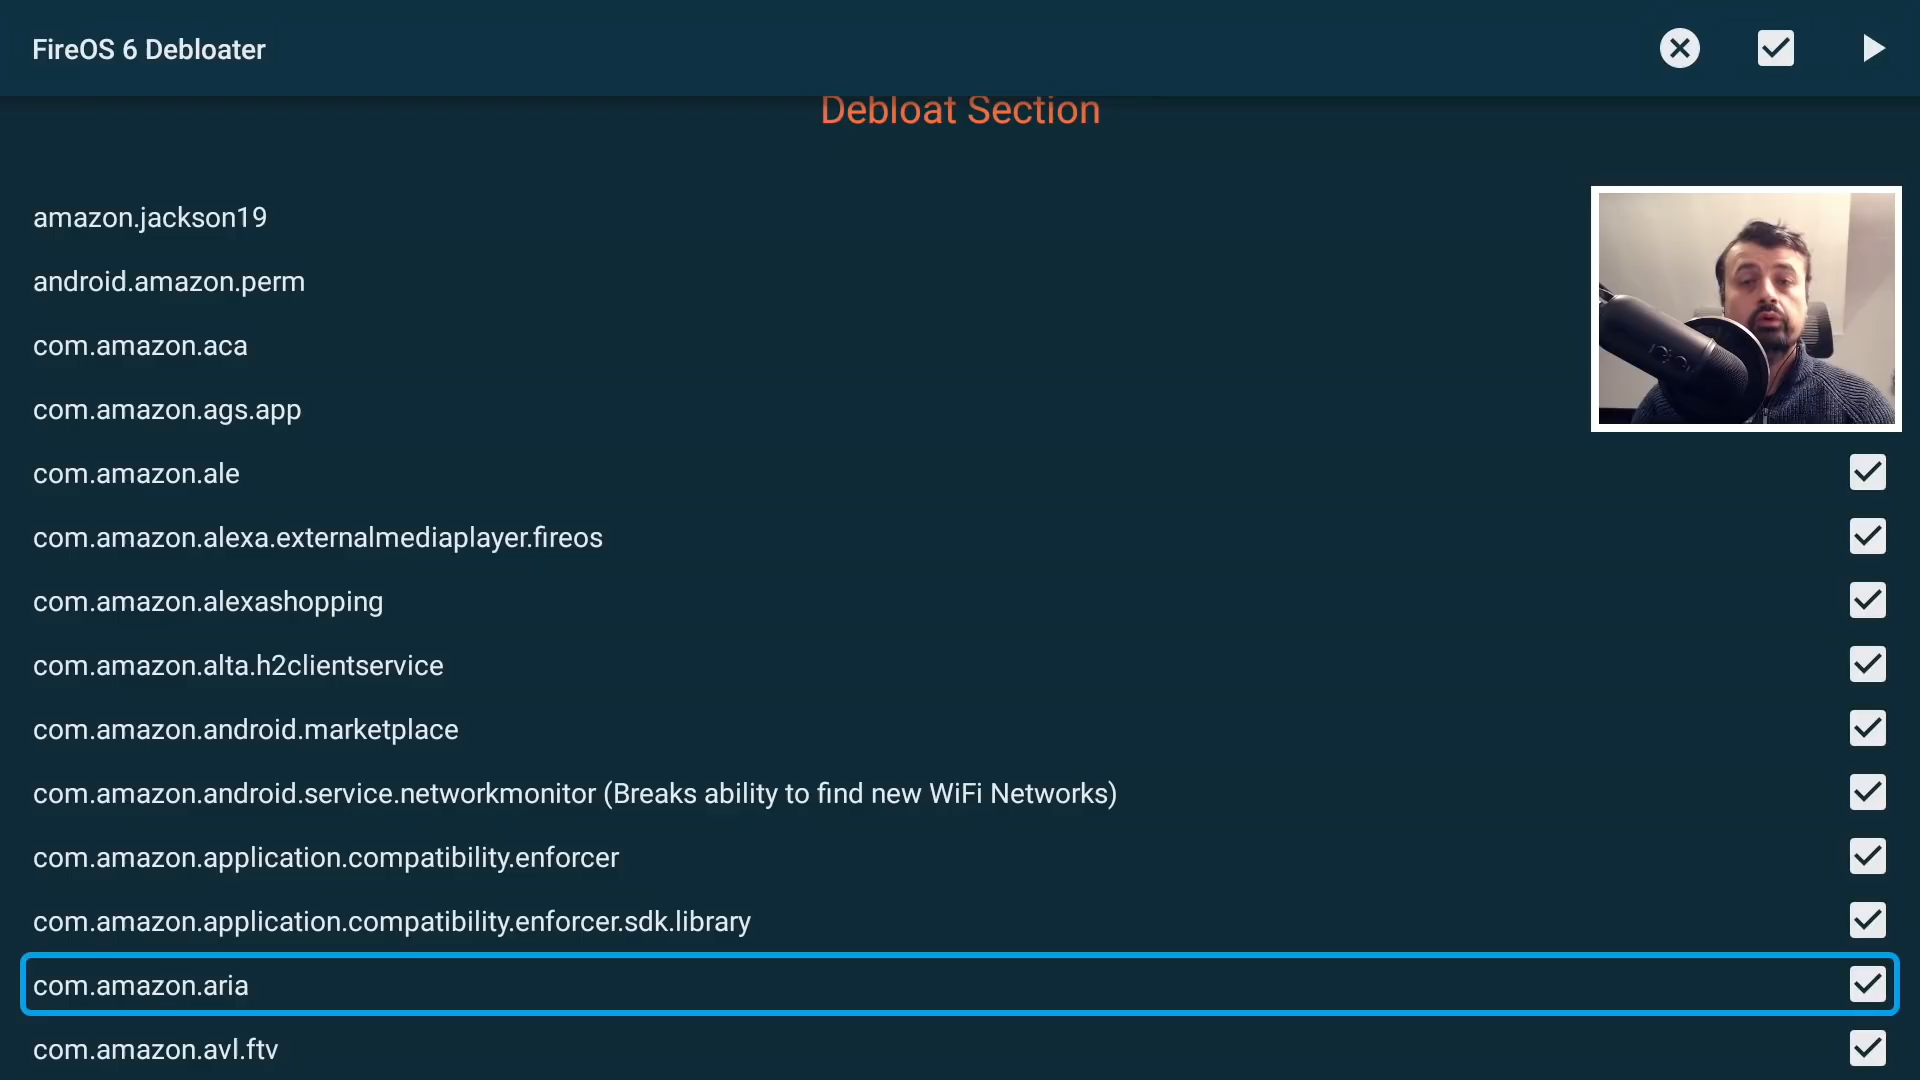 FireOS 6 Debloater
Debloat Section
amazon.jackson19
android.amazon.perm
com.amazon.aca
com.amazon.ags.app
com.amazon.ale
com.amazon.alexa.externalmediaplayer.fireos
com.amazon.alexashopping
com.amazon.alta.h2clientservice
com.amazon.android.marketplace
com.amazon.android.service.networkmonitor (Breaks ability to find new WiFi Networks)
com.amazon.application.compatibility.enforcer
com.amazon.application.compatibility.enforcer.sdk.library
com.amazon.aria
com.amazon.avl.ftv